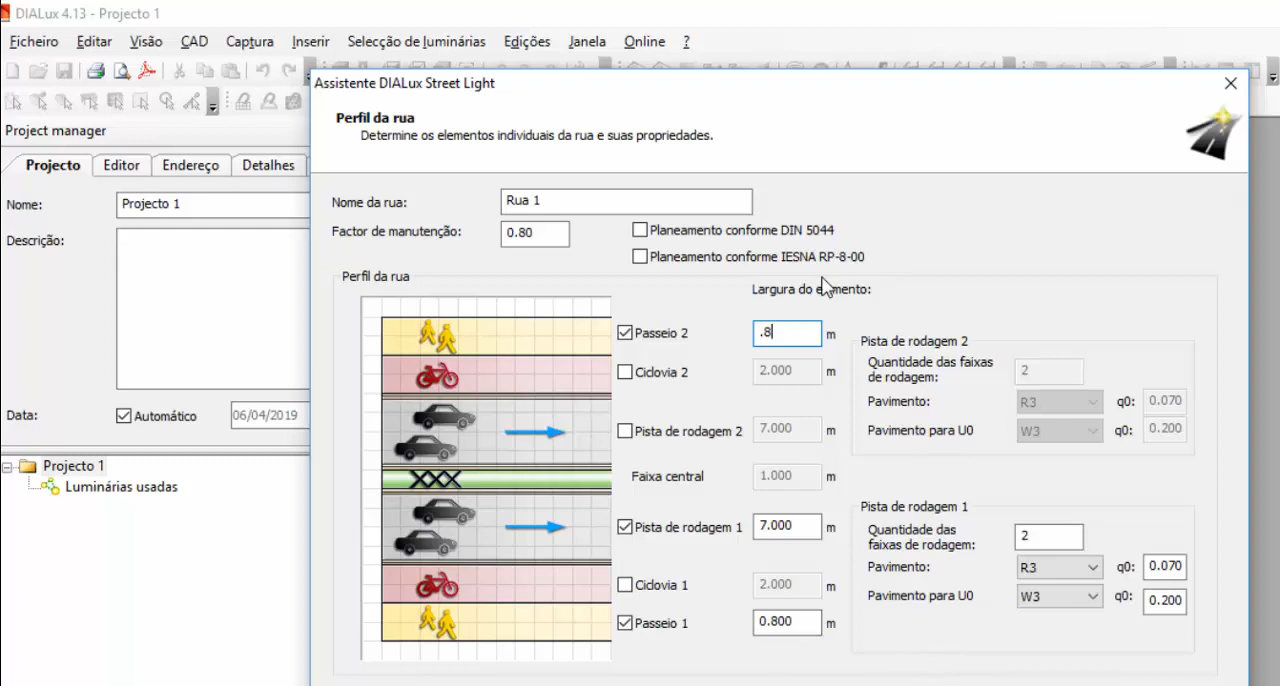 DIALux 4.13 - Projecto 1
Ficheiro Editar Visão CAD Captura Inserir Selecção de luminárias Edições Janela Online ?
Project manager
Projecto Editor Endereço Detalhes
Nome: Projecto 1
Descrição:
Data: Automático 06/04/2019
Projecto 1
Luminárias usadas
Assistente DIALux Street Light
Perfil da rua
Determine os elementos individuais da rua e suas propriedades.
Nome da rua: Rua 1
Factor de manutenção: 0.80
Planeamento conforme DIN 5044
Planeamento conforme IESNA RP-8-00
Perfil da rua
Largura do elemento:
Passeio 2 .8 m
Ciclovia 2 2.000 m
Pista de rodagem 2 7.000 m
Faixa central 1.000 m
Pista de rodagem 1 7.000 m
Ciclovia 1 2.000 m
Passeio 1 0.800 m
Pista de rodagem 2
Quantidade das faixas
de rodagem: 2
Pavimento: R3 q0: 0.070
Pavimento para U0 W3 q0: 0.200
Pista de rodagem 1
Quantidade das
faixas de rodagem: 2
Pavimento: R3 q0: 0.070
Pavimento para U0 W3 q0: 0.200